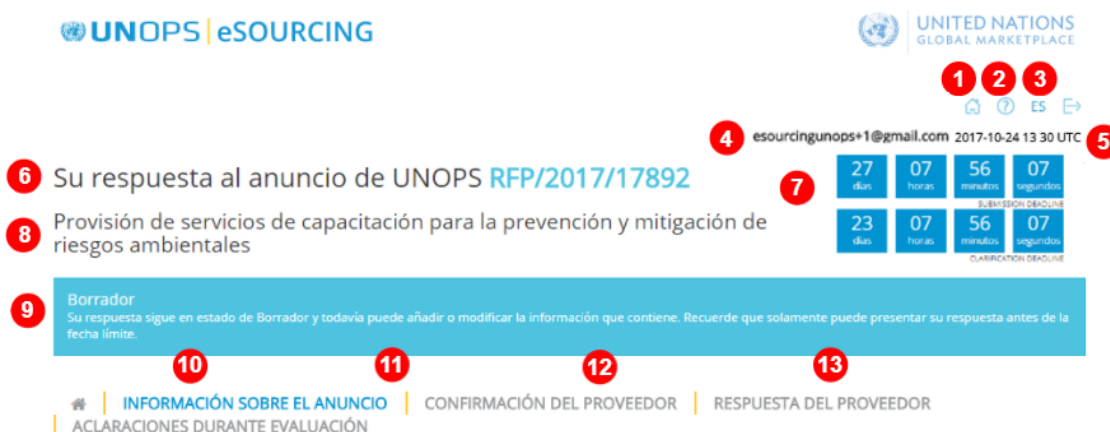 UNOPS eSOURCING
UNITED NATIONS
GLOBAL MARKETPLACE
1 2 3
ES
4 esourcingunops+1@gmail.com 2017-10-24 13 30 UTC 5
6 Su respuesta al anuncio de UNOPS RFP/2017/17892
7 27 07 56 07
días horas minutos segundos
SUBMISSION DEADLINE
8 Provisión de servicios de capacitación para la prevención y mitigación de
riesgos ambientales
23 07 56 07
días horas minutos segundos
CLARIFICATION DEADLINE
9 Borrador
Su respuesta sigue en estado de Borrador y todavía puede añadir o modificar la información que contiene. Recuerde que solamente puede presentar su respuesta antes de la
fecha límite.
10 11 12 13
INFORMACIÓN SOBRE EL ANUNCIO CONFIRMACIÓN DEL PROVEEDOR RESPUESTA DEL PROVEEDOR
ACLARACIONES DURANTE EVALUACIÓN